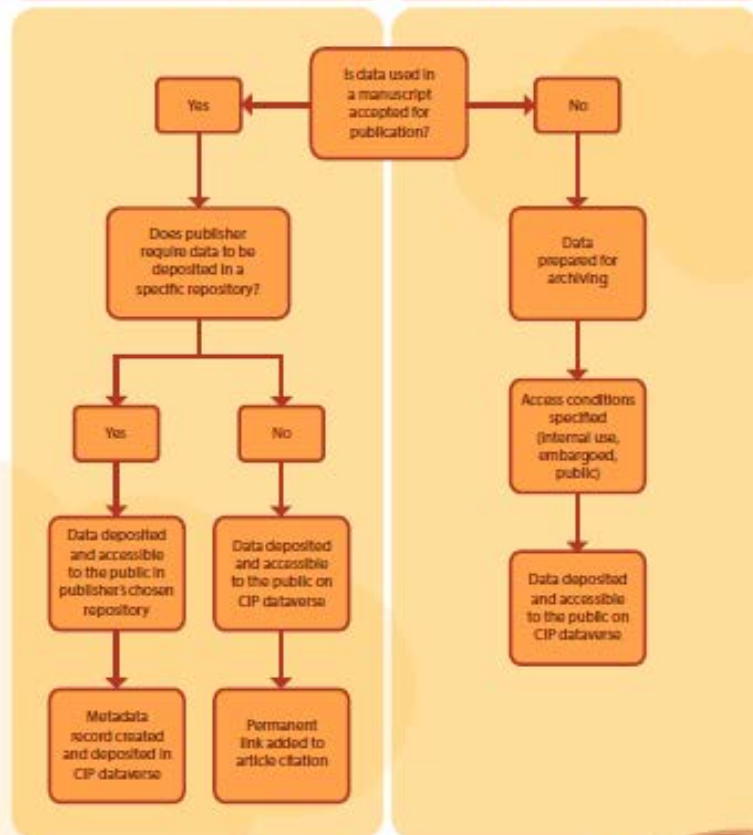 Is data used in
a manuscript
accepted for
publication?
Yes
No
Does publisher
require data to be
deposited in a
specific repository?
Yes
No
Data deposited
and accessible
to the public in
publisher's chosen
repository
Metadata
record created
and deposited in
CIP dataverse
Data deposited
and accessible
to the public on
CIP dataverse
Permanent
link added to
article citation
Data
prepared for
archiving
Access conditions
specified
(internal use,
embargoed,
public)
Data deposited
and accessible
to the public on
CIP dataverse